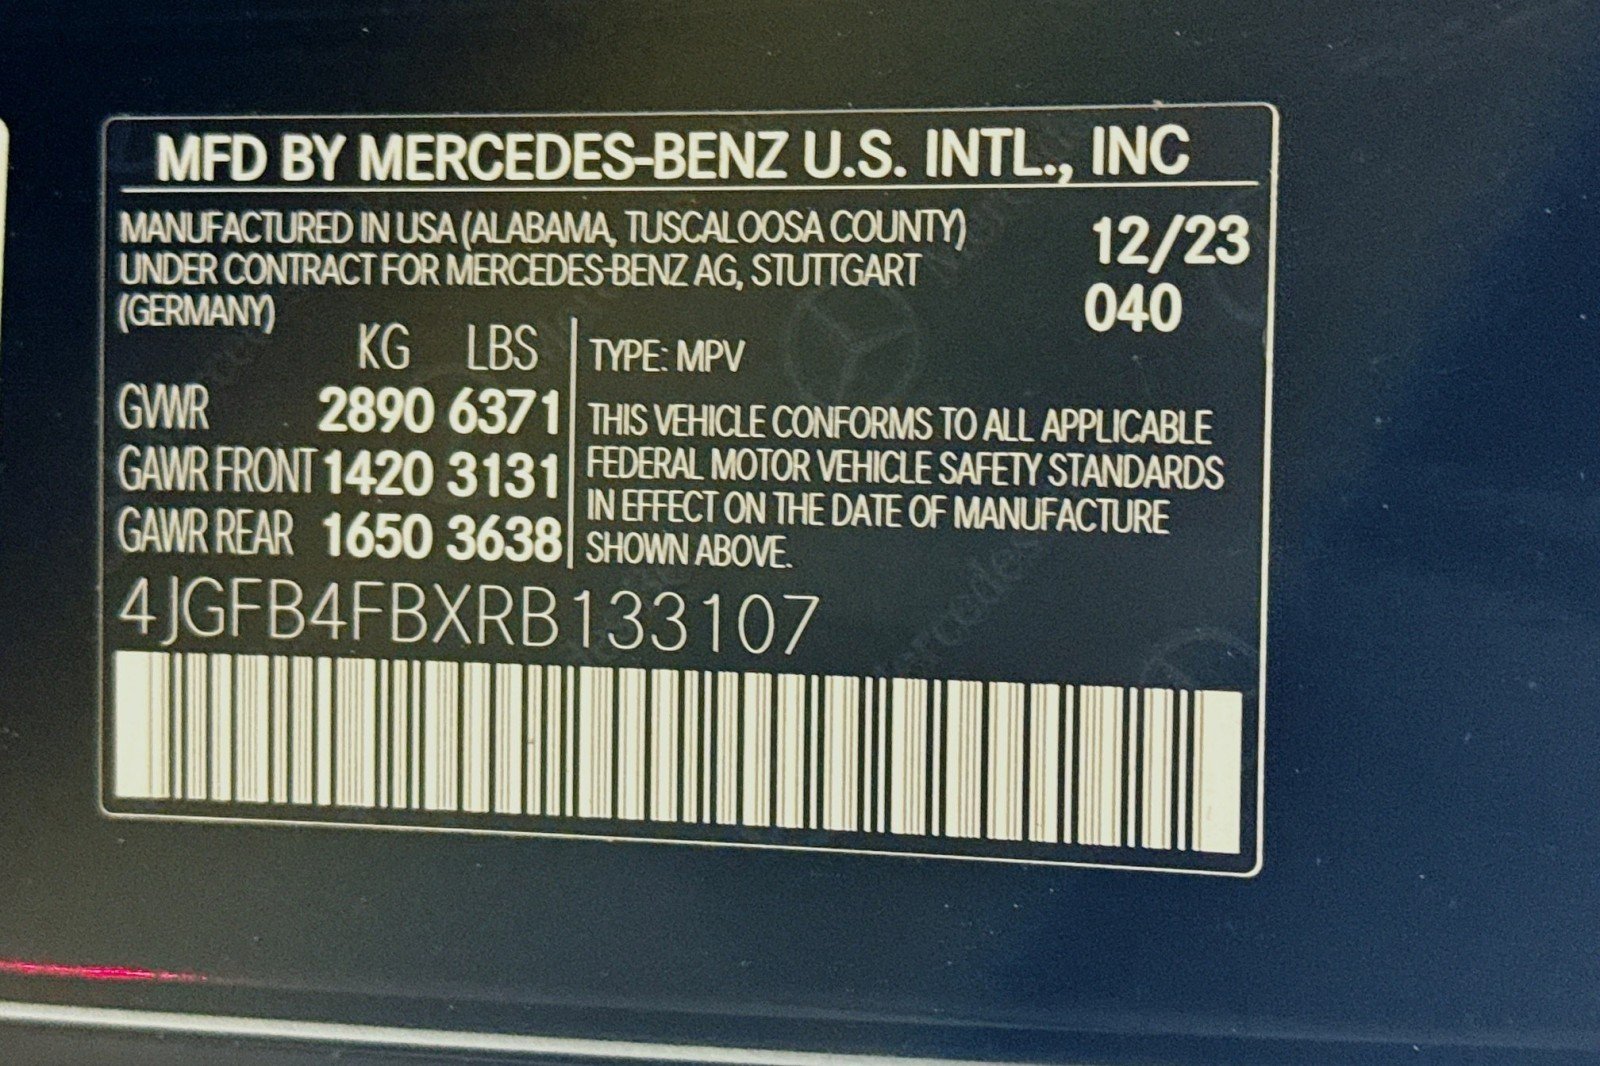 MFD BY MERCEDES-BENZ U.S. INTL., INC
MANUFACTURED IN USA (ALABAMA, TUSCALOOSA COUNTY)
UNDER CONTRACT FOR MERCEDES-BENZ AG, STUTTGART
(GERMANY)
12/23
040
KG LBS
GVWR 2890 6371
GAWR FRONT 1420 3131
GAWR REAR 1650 3638
TYPE: MPV
THIS VEHICLE CONFORMS TO ALL APPLICABLE
FEDERAL MOTOR VEHICLE SAFETY STANDARDS
IN EFFECT ON THE DATE OF MANUFACTURE
SHOWN ABOVE.
4JGFB4FBXRB133107